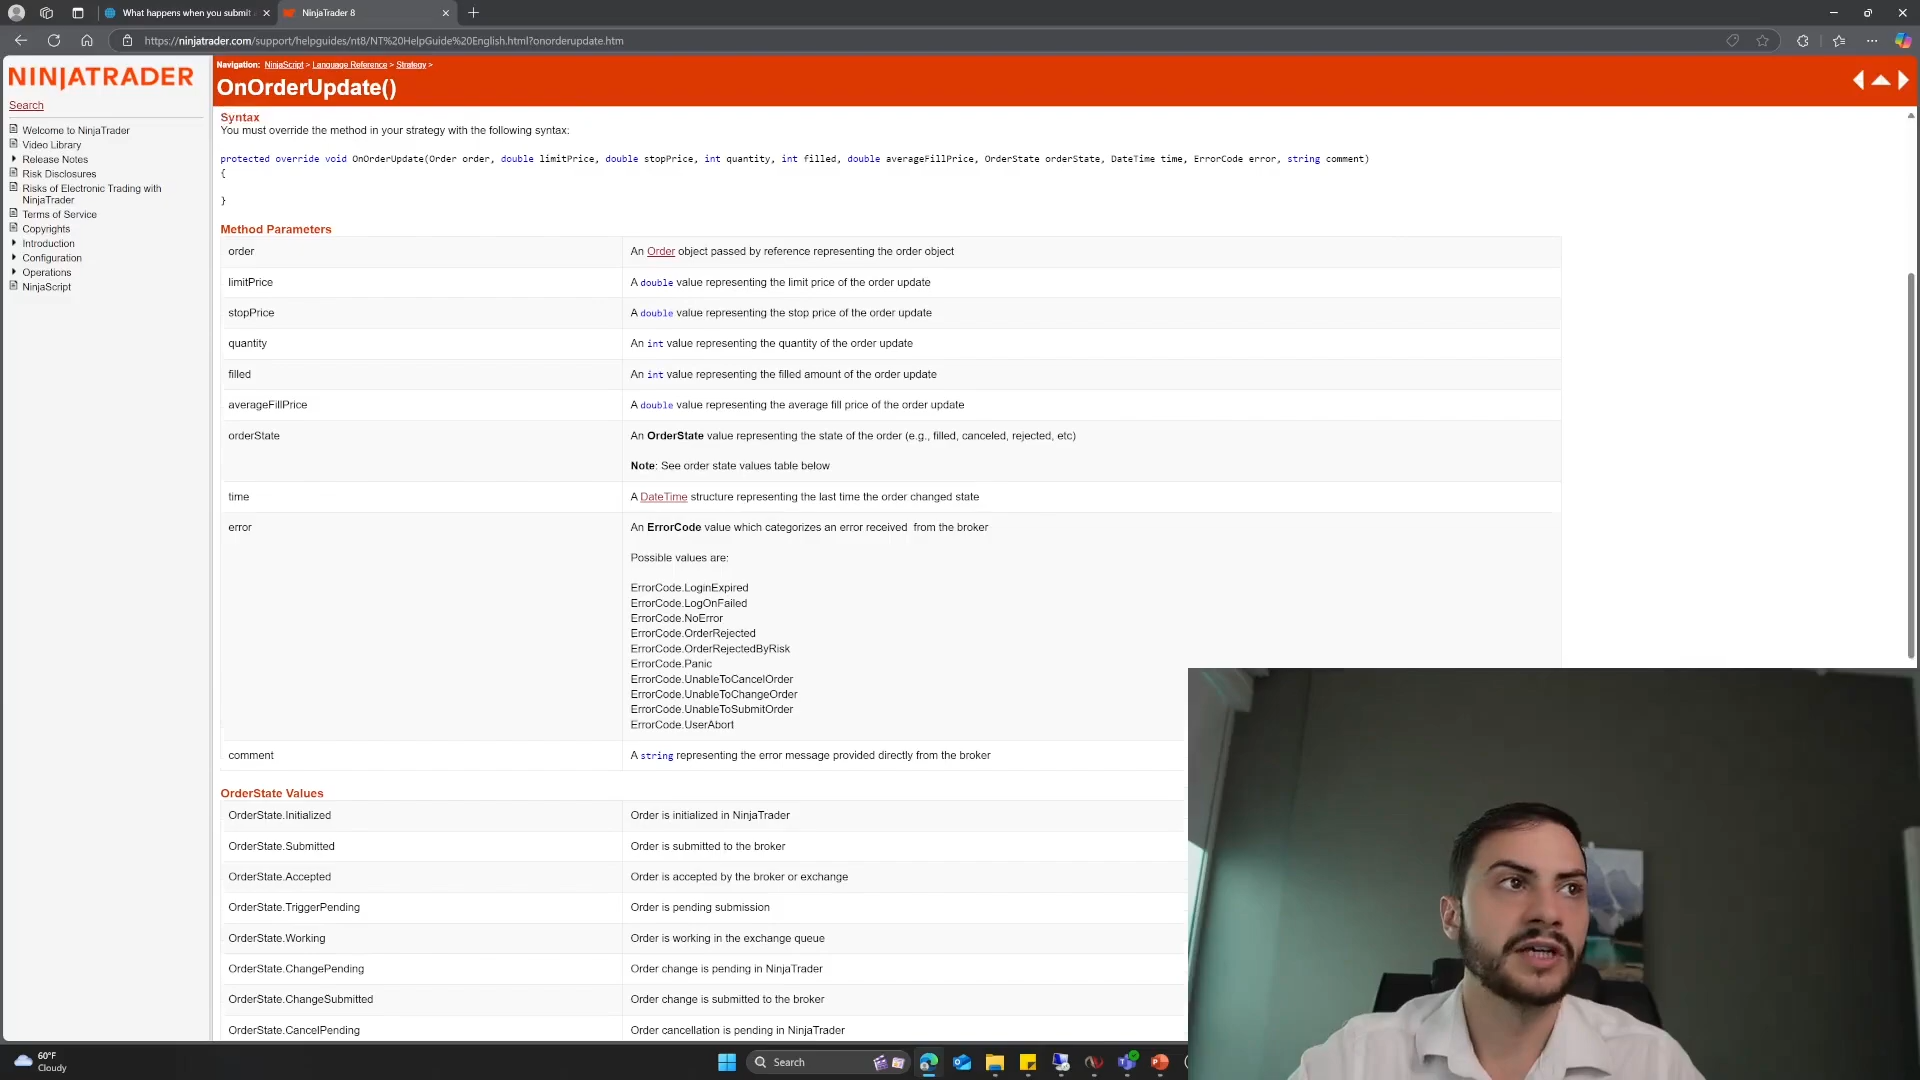 What happens when you submit
NinjaTrader 8
https://ninjatrader.com/support/helpguides/nt8/NT%20HelpGuide%20English.html?onorderupdate.htm
NINJATRADER
Search
Welcome to NinjaTrader
Video Library
Release Notes
Risk Disclosures
Risks of Electronic Trading with
NinjaTrader
Terms of Service
Copyrights
Introduction
Configuration
Operations
NinjaScript
Navigation: NinjaScript > Language Reference > Strategy >
OnOrderUpdate()
Syntax
You must override the method in your strategy with the following syntax:
protected override void OnOrderUpdate(Order order, double limitPrice, double stopPrice, int quantity, int filled, double averageFillPrice, OrderState orderState, DateTime time, ErrorCode error, string comment)
{
}
Method Parameters
order An Order object passed by reference representing the order object
limitPrice A double value representing the limit price of the order update
stopPrice A double value representing the stop price of the order update
quantity An int value representing the quantity of the order update
filled An int value representing the filled amount of the order update
averageFillPrice A double value representing the average fill price of the order update
orderState An OrderState value representing the state of the order (e.g., filled, canceled, rejected, etc)
Note: See order state values table below
time A DateTime structure representing the last time the order changed state
error An ErrorCode value which categorizes an error received from the broker
Possible values are:
ErrorCode.LoginExpired
ErrorCode.LogOnFailed
ErrorCode.NoError
ErrorCode.OrderRejected
ErrorCode.OrderRejectedByRisk
ErrorCode.Panic
ErrorCode.UnableToCancelOrder
ErrorCode.UnableToChangeOrder
ErrorCode.UnableToSubmitOrder
ErrorCode.UserAbort
comment A string representing the error message provided directly from the broker
OrderState Values
OrderState.Initialized Order is initialized in NinjaTrader
OrderState.Submitted Order is submitted to the broker
OrderState.Accepted Order is accepted by the broker or exchange
OrderState.TriggerPending Order is pending submission
OrderState.Working Order is working in the exchange queue
OrderState.ChangePending Order change is pending in NinjaTrader
OrderState.ChangeSubmitted Order change is submitted to the broker
OrderState.CancelPending Order cancellation is pending in NinjaTrader
60°F
Cloudy
Search